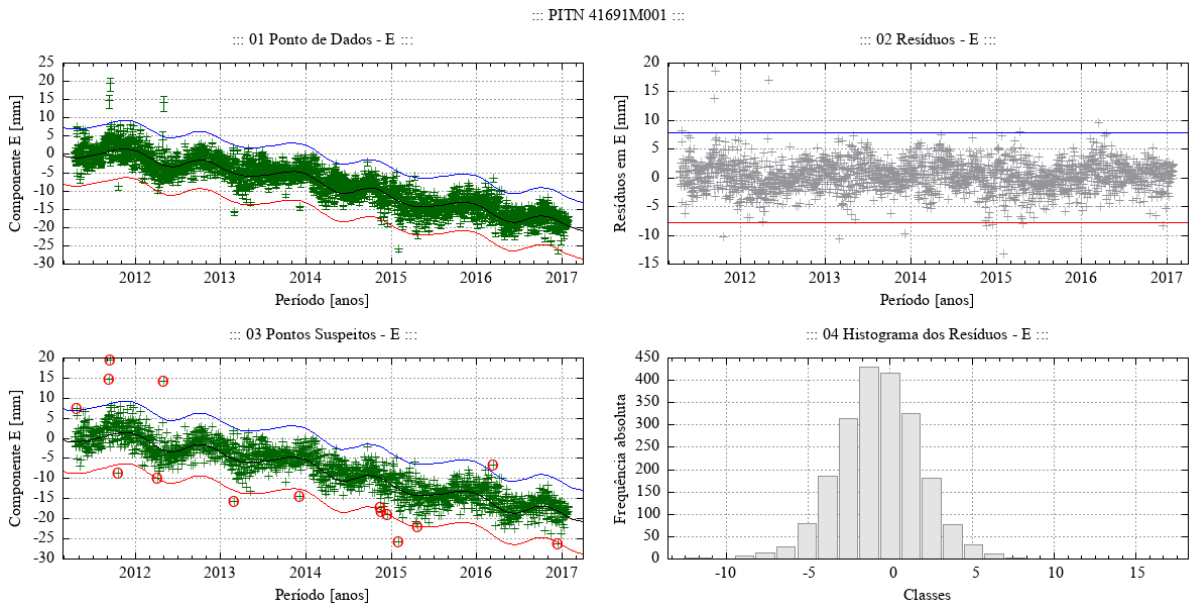 ::: PITN 41691M001 :::
::: 01 Ponto de Dados - E :::
Componente E [mm]
25
20
15
10
5
0
-5
-10
-15
-20
-25
-30
2012 2013 2014 2015 2016 2017
Período [anos]
::: 02 Resíduos - E :::
Resíduos em E [mm]
20
15
10
5
0
-5
-10
-15
2012 2013 2014 2015 2016 2017
Período [anos]
::: 03 Pontos Suspeitos - E :::
Componente E [mm]
20
15
10
5
0
-5
-10
-15
-20
-25
-30
2012 2013 2014 2015 2016 2017
Período [anos]
::: 04 Histograma dos Resíduos - E :::
Frequência absoluta
450
400
350
300
250
200
150
100
50
0
-10 -5 0 5 10 15
Classes